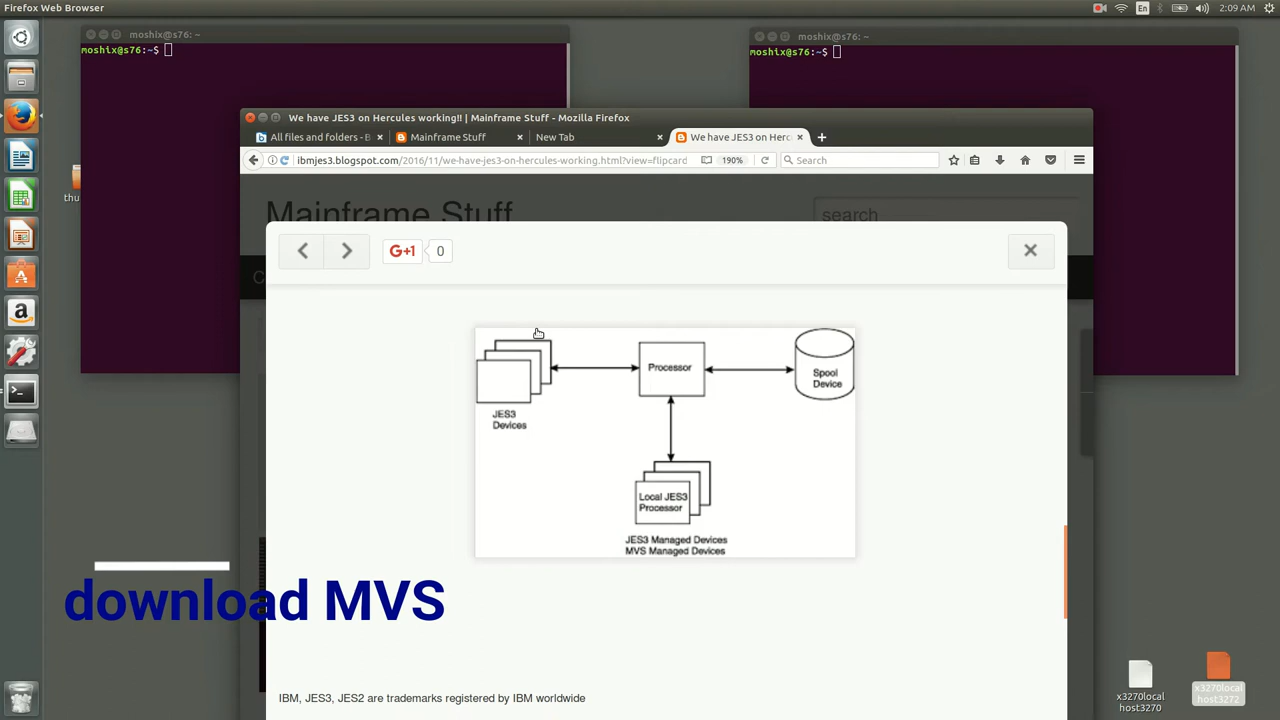 Firefox Web Browser
En
2:09 AM
moshix@s76: ~
moshix@s76:~$
moshix@s76: ~
moshix@s76:~$
We have JES3 on Hercules working!! | Mainframe Stuff - Mozilla Firefox
All files and folders - B
Mainframe Stuff
New Tab
We have JES3 on Herc
ibmjes3.blogspot.com/2016/11/we-have-jes3-on-hercules-working.html?view=flipcard
190%
Search
Mainframe Stuff
search
C
thu
G+1
0
JES3
Devices
Processor
Spool
Device
Local JES3
Processor
JES3 Managed Devices
MVS Managed Devices
download MVS
IBM, JES3, JES2 are trademarks registered by IBM worldwide
x3270local
host3270
x3270local
host3272